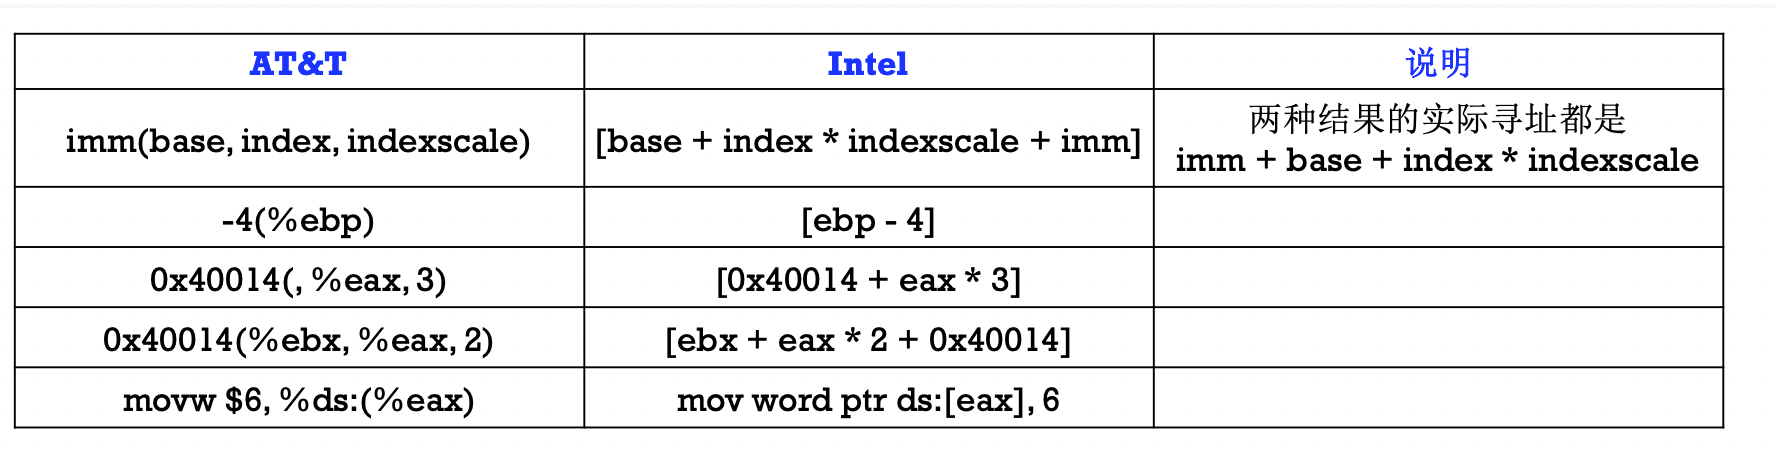 AT&T Intel 说明
imm(base, index, indexscale) [base + index * indexscale + imm] 两种结果的实际寻址都是
imm + base + index * indexscale
-4(%ebp) [ebp - 4]
0x40014(, %eax, 3) [0x40014 + eax * 3]
0x40014(%ebx, %eax, 2) [ebx + eax * 2 + 0x40014]
movw $6, %ds:(%eax) mov word ptr ds:[eax], 6